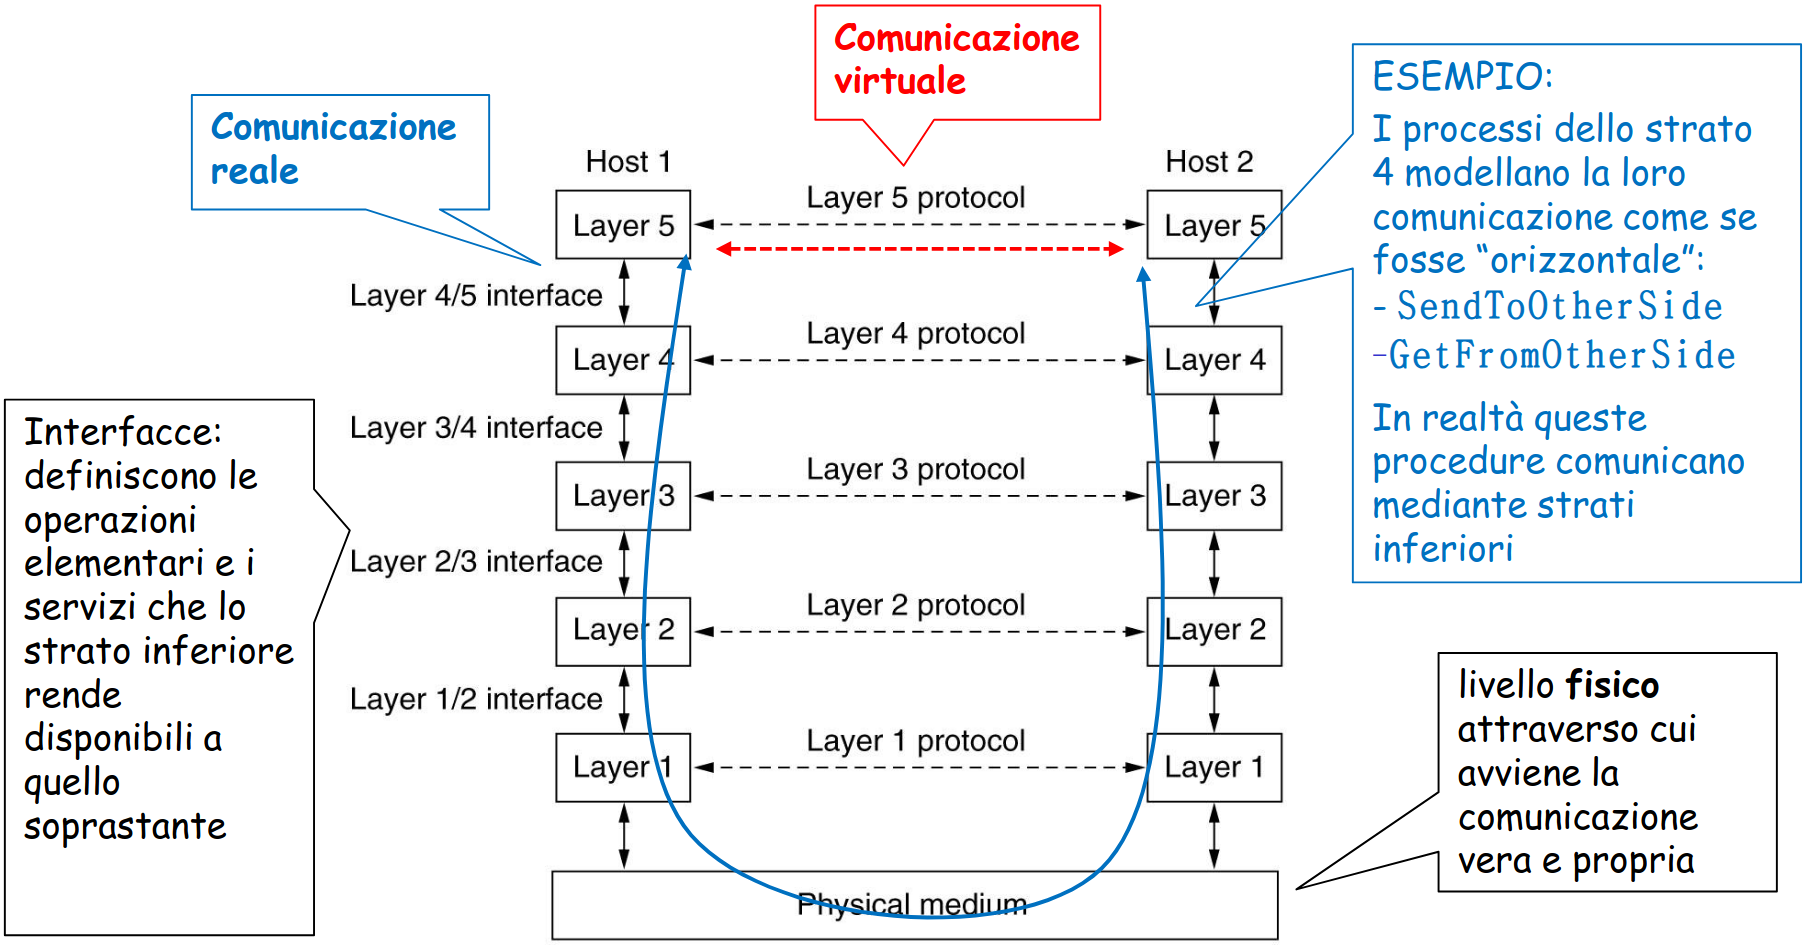 Comunicazione
virtuale
Comunicazione
reale
ESEMPIO:
I processi dello strato
4 modellano la loro
comunicazione come se
fosse “orizzontale”:
- SendToOtherSide
-GetFromOtherSide
In realtà queste
procedure comunicano
mediante strati
inferiori
Host 1
Host 2
Layer 5
Layer 5 protocol
Layer 5
Layer 4/5 interface
Layer 4
Layer 4 protocol
Layer 4
Layer 3/4 interface
Layer 3
Layer 3 protocol
Layer 3
Layer 2/3 interface
Layer 2
Layer 2 protocol
Layer 2
Layer 1/2 interface
Layer 1
Layer 1 protocol
Layer 1
Physical medium
Interfacce:
definiscono le
operazioni
elementari e i
servizi che lo
strato inferiore
rende
disponibili a
quello
soprastante
livello fisico
attraverso cui
avviene la
comunicazione
vera e propria